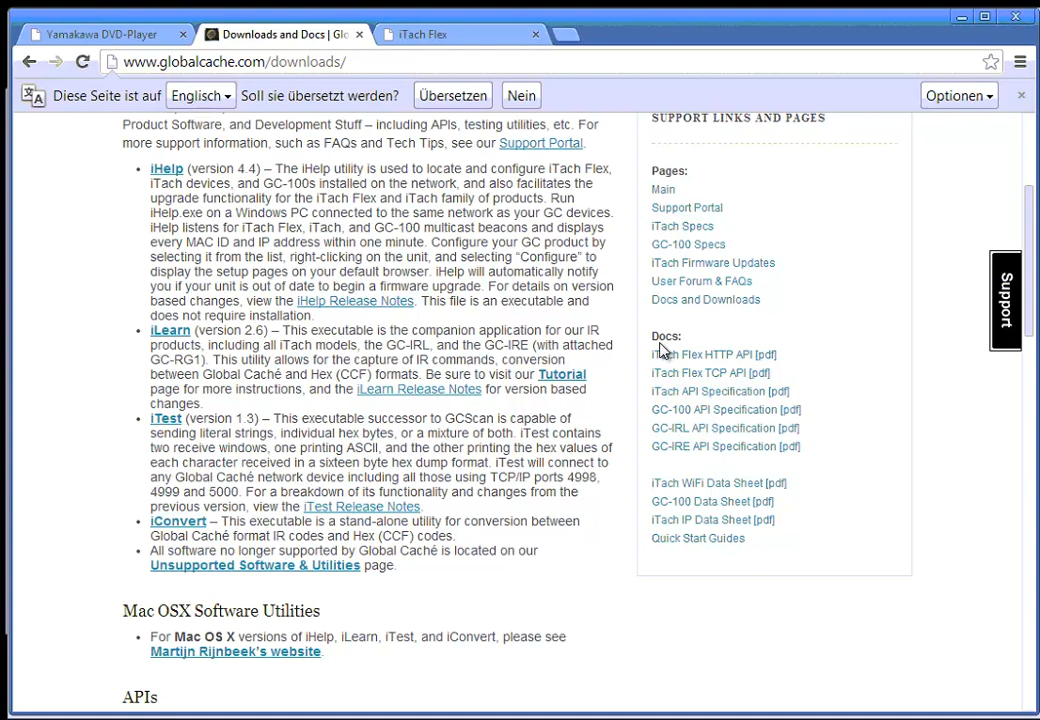 Yamakawa DVD-Player
Downloads and Docs | Glo
iTach Flex
www.globalcache.com/downloads/
Diese Seite ist auf Englisch Soll sie übersetzt werden? Übersetzen Nein Optionen
Product Software, and Development Stuff – including APIs, testing utilities, etc. For
more support information, such as FAQs and Tech Tips, see our Support Portal.
iHelp (version 4.4) – The iHelp utility is used to locate and configure iTach Flex,
iTach devices, and GC-100s installed on the network, and also facilitates the
upgrade functionality for the iTach Flex and iTach family of products. Run
iHelp.exe on a Windows PC connected to the same network as your GC devices.
iHelp listens for iTach Flex, iTach, and GC-100 multicast beacons and displays
every MAC ID and IP address within one minute. Configure your GC product by
selecting it from the list, right-clicking on the unit, and selecting “Configure” to
display the setup pages on your default browser. iHelp will automatically notify
you if your unit is out of date to begin a firmware upgrade. For details on version
based changes, view the iHelp Release Notes. This file is an executable and
does not require installation.
iLearn (version 2.6) – This executable is the companion application for our IR
products, including all iTach models, the GC-IRL, and the GC-IRE (with attached
GC-RG1). This utility allows for the capture of IR commands, conversion
between Global Caché and Hex (CCF) formats. Be sure to visit our Tutorial
page for more instructions, and the iLearn Release Notes for version based
changes.
iTest (version 1.3) – This executable successor to GCScan is capable of
sending literal strings, individual hex bytes, or a mixture of both. iTest contains
two receive windows, one printing ASCII, and the other printing the hex values of
each character received in a sixteen byte hex dump format. iTest will connect to
any Global Caché network device including all those using TCP/IP ports 4998,
4999 and 5000. For a breakdown of its functionality and changes from the
previous version, view the iTest Release Notes.
iConvert – This executable is a stand-alone utility for conversion between
Global Caché format IR codes and Hex (CCF) codes.
All software no longer supported by Global Caché is located on our
Unsupported Software & Utilities page.
Mac OSX Software Utilities
For Mac OS X versions of iHelp, iLearn, iTest, and iConvert, please see
Martijn Rijnbeek's website.
APIs
SUPPORT LINKS AND PAGES
Pages:
Main
Support Portal
iTach Specs
GC-100 Specs
iTach Firmware Updates
User Forum & FAQs
Docs and Downloads
Docs:
iTach Flex HTTP API [pdf]
iTach Flex TCP API [pdf]
iTach API Specification [pdf]
GC-100 API Specification [pdf]
GC-IRL API Specification [pdf]
GC-IRE API Specification [pdf]
iTach WiFi Data Sheet [pdf]
GC-100 Data Sheet [pdf]
iTach IP Data Sheet [pdf]
Quick Start Guides
Support